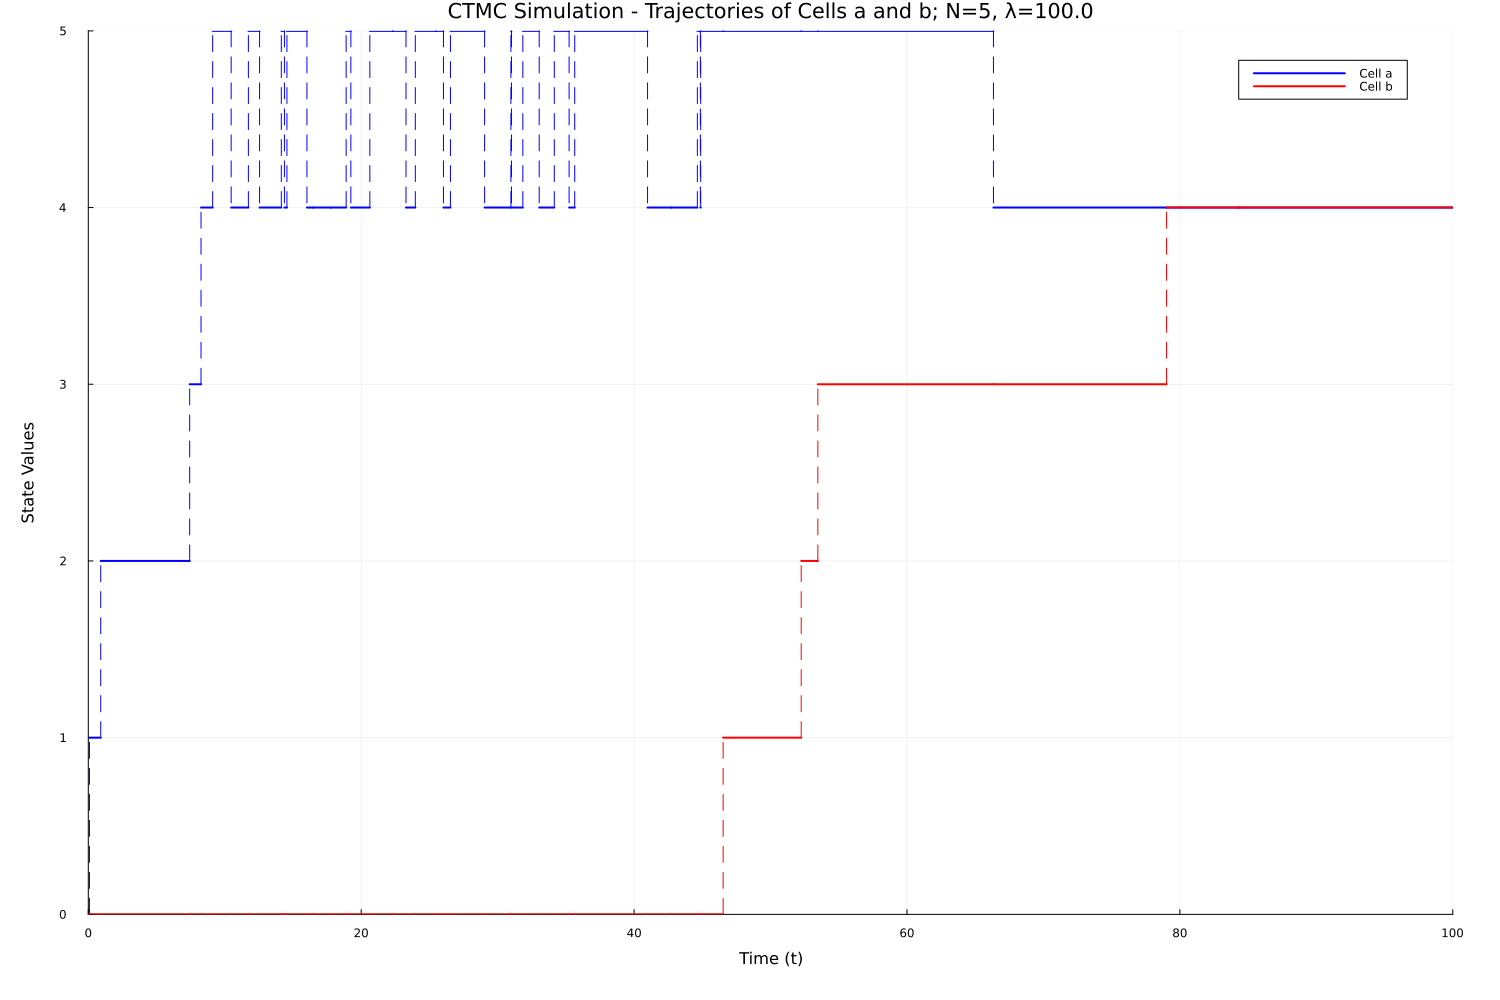 CTMC Simulation - Trajectories of Cells a and b; N=5, λ=100.0
5
4
3
2
1
0
State Values
Cell a
Cell b
0 20 40 60 80 100
Time (t)